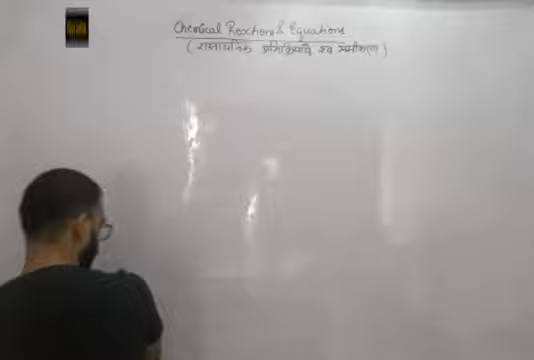 Chemical Reactions & Equations
(रासायनिक अभिक्रियाएँ एवं समीकरण)